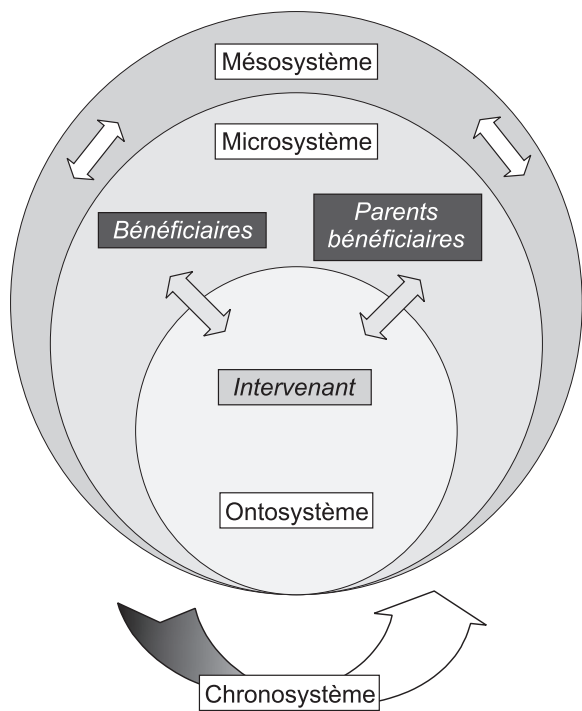 Mésosystème
Microsystème
Bénéficiaires
Parents
bénéficiaires
Intervenant
Ontosystème
Chronosystème